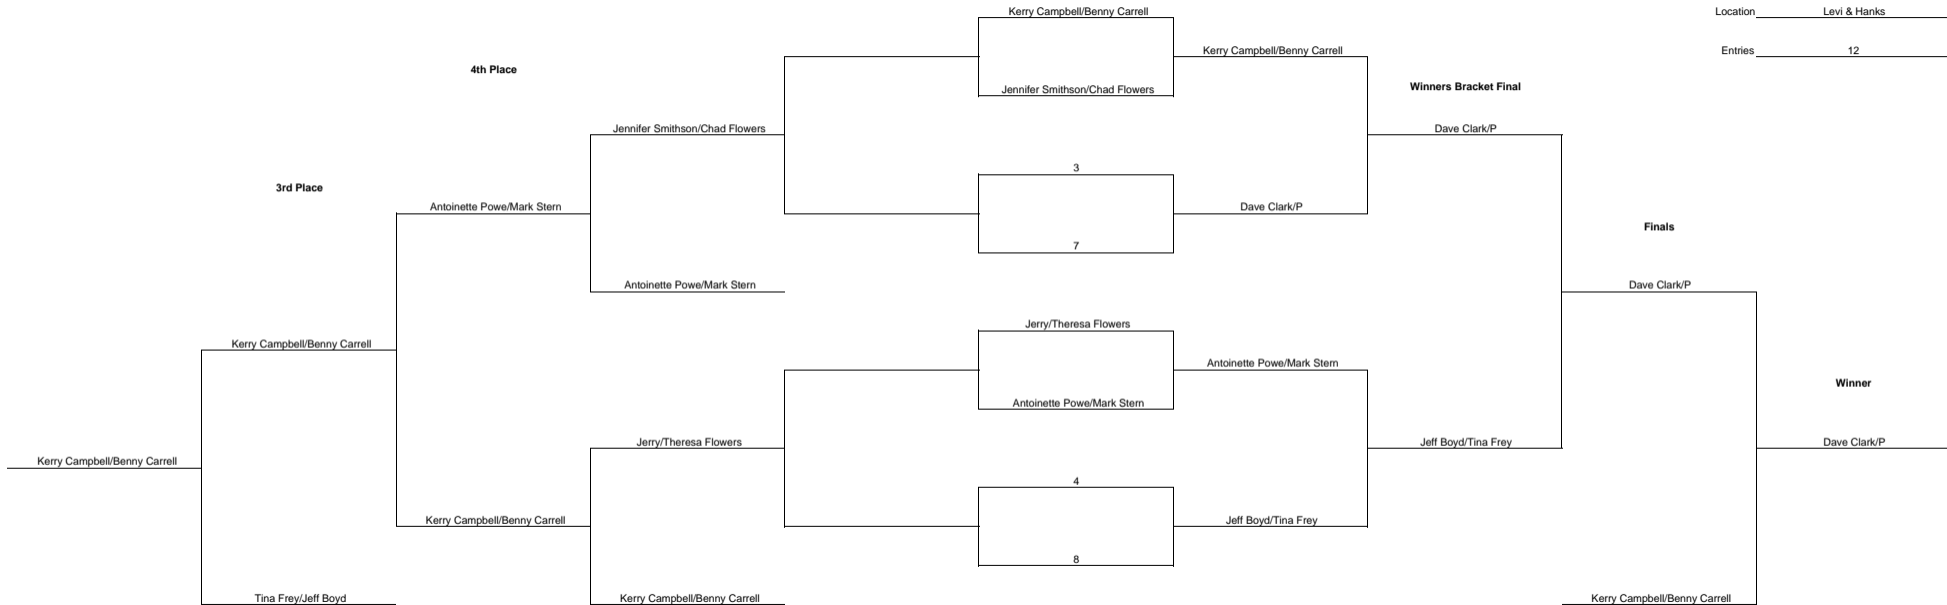 Kerry Campbell/Benny Carrell
Location
Levi & Hanks
Kerry Campbell/Benny Carrell
Entries
12
4th Place
Jennifer Smithson/Chad Flowers
Winners Bracket Final
Jennifer Smithson/Chad Flowers
Dave Clark/P
3
3rd Place
Antoinette Powe/Mark Stern
Dave Clark/P
7
Finals
Antoinette Powe/Mark Stern
Dave Clark/P
Jerry/Theresa Flowers
Kerry Campbell/Benny Carrell
Antoinette Powe/Mark Stern
Winner
Antoinette Powe/Mark Stern
Jerry/Theresa Flowers
Jeff Boyd/Tina Frey
Dave Clark/P
Kerry Campbell/Benny Carrell
4
Kerry Campbell/Benny Carrell
Jeff Boyd/Tina Frey
8
Tina Frey/Jeff Boyd
Kerry Campbell/Benny Carrell
Kerry Campbell/Benny Carrell